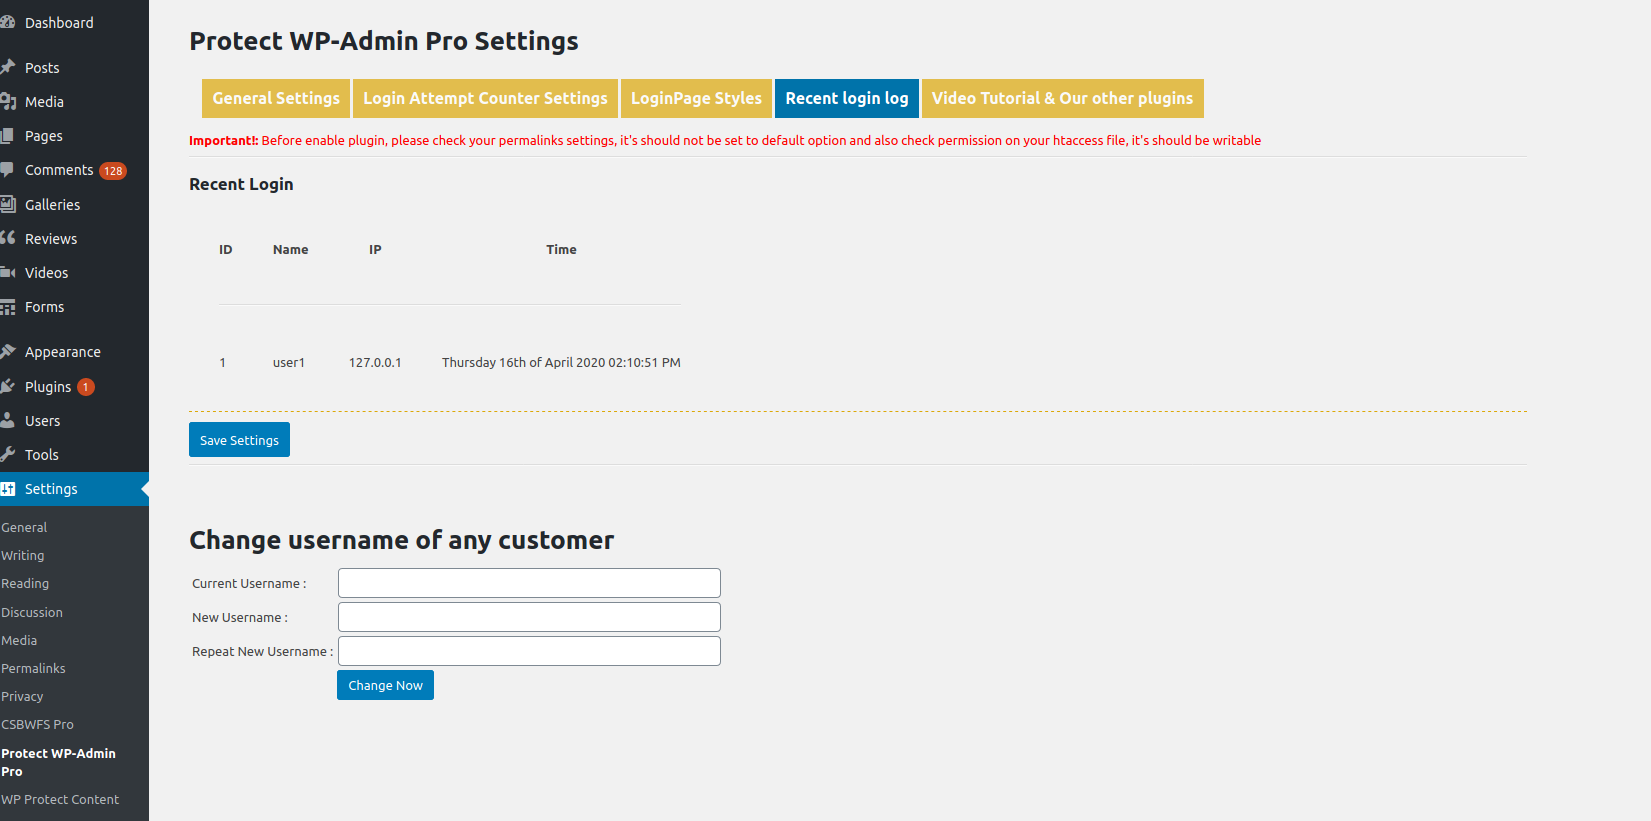 Dashboard
Posts
Media
Pages
Comments 128
Galleries
Reviews
Videos
Forms
Appearance
Plugins 1
Users
Tools
Settings
General
Writing
Reading
Discussion
Media
Permalinks
Privacy
CSBWFS Pro
Protect WP-Admin
Pro
WP Protect Content
Protect WP-Admin Pro Settings
General Settings Login Attempt Counter Settings LoginPage Styles Recent login log Video Tutorial & Our other plugins
Important!: Before enable plugin, please check your permalinks settings, it's should not be set to default option and also check permission on your htaccess file, it's should be writable
Recent Login
ID Name IP Time
1 user1 127.0.0.1 Thursday 16th of April 2020 02:10:51 PM
Save Settings
Change username of any customer
Current Username :
New Username :
Repeat New Username :
Change Now